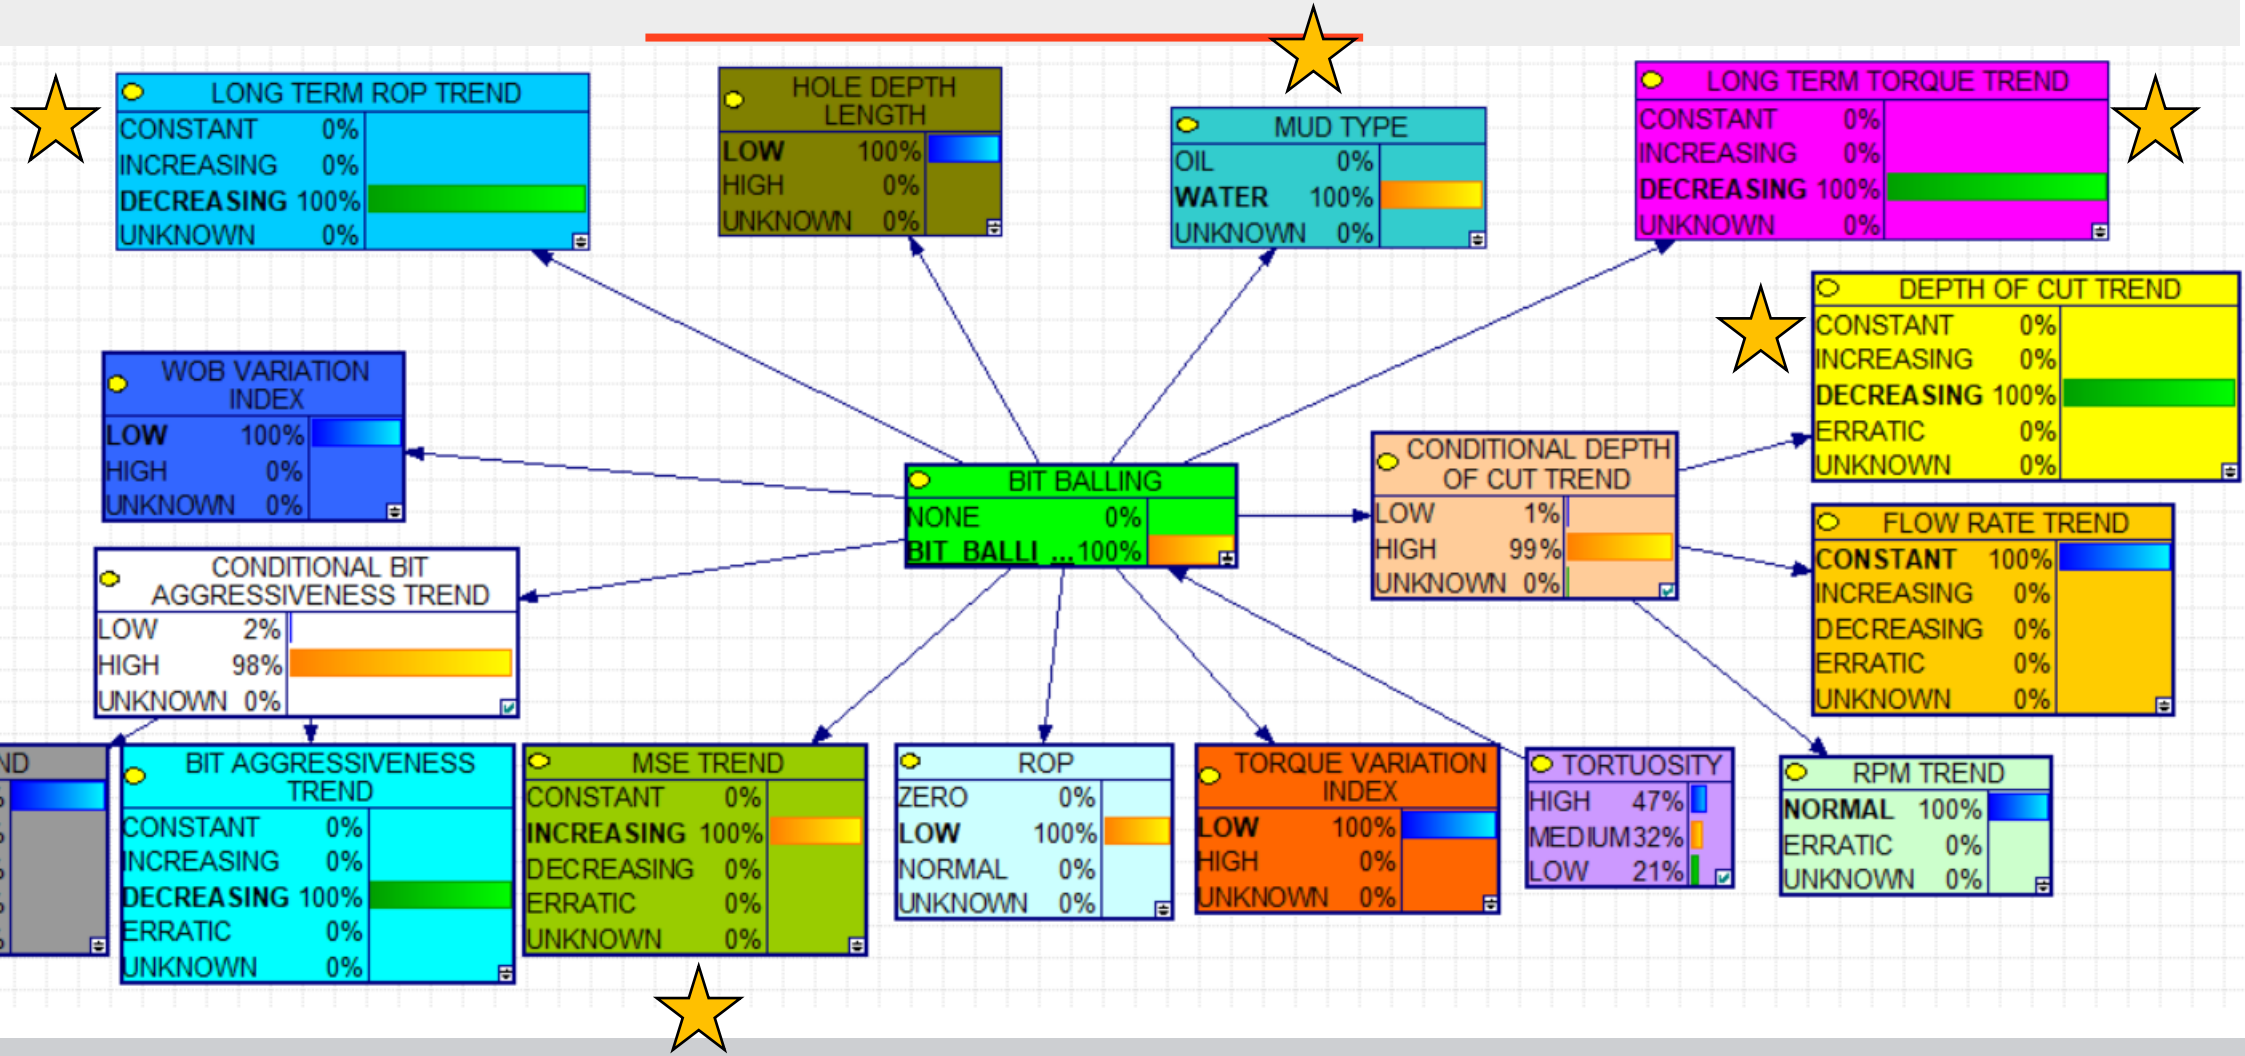 LONG TERM ROP TREND
CONSTANT 0%
INCREASING 0%
DECREASING 100%
UNKNOWN 0%
HOLE DEPTH
LENGTH
LOW 100%
HIGH 0%
UNKNOWN 0%
MUD TYPE
OIL 0%
WATER 100%
UNKNOWN 0%
LONG TERM TORQUE TREND
CONSTANT 0%
INCREASING 0%
DECREASING 100%
UNKNOWN 0%
DEPTH OF CUT TREND
CONSTANT 0%
INCREASING 0%
DECREASING 100%
ERRATIC 0%
UNKNOWN 0%
WOB VARIATION
INDEX
LOW 100%
HIGH 0%
UNKNOWN 0%
BIT BALLING
NONE 0%
BIT_BALLI_...100%
CONDITIONAL DEPTH
OF CUT TREND
LOW 1%
HIGH 99%
UNKNOWN 0%
FLOW RATE TREND
CONSTANT 100%
INCREASING 0%
DECREASING 0%
ERRATIC 0%
UNKNOWN 0%
CONDITIONAL BIT
AGGRESSIVENESS TREND
LOW 2%
HIGH 98%
UNKNOWN 0%
ND
BIT AGGRESSIVENESS
TREND
CONSTANT 0%
INCREASING 0%
DECREASING 100%
ERRATIC 0%
UNKNOWN 0%
MSE TREND
CONSTANT 0%
INCREASING 100%
DECREASING 0%
ERRATIC 0%
UNKNOWN 0%
ROP
ZERO 0%
LOW 100%
NORMAL 0%
UNKNOWN 0%
TORQUE VARIATION
INDEX
LOW 100%
HIGH 0%
UNKNOWN 0%
TORTUOSITY
HIGH 47%
MEDIUM 32%
LOW 21%
RPM TREND
NORMAL 100%
ERRATIC 0%
UNKNOWN 0%